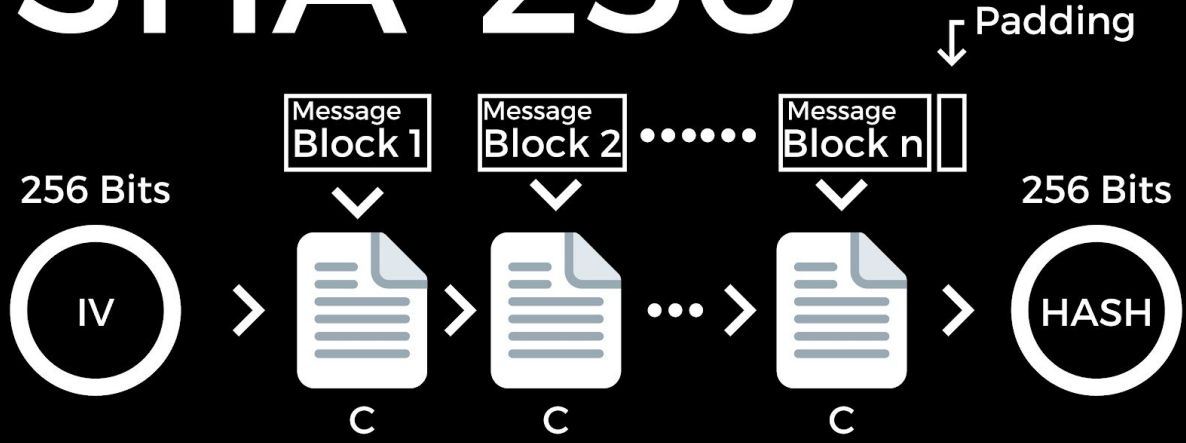 SHA 256
Padding
Message
Block 1
Message
Block 2
Message
Block n
256 Bits
256 Bits
IV
HASH
C
C
C